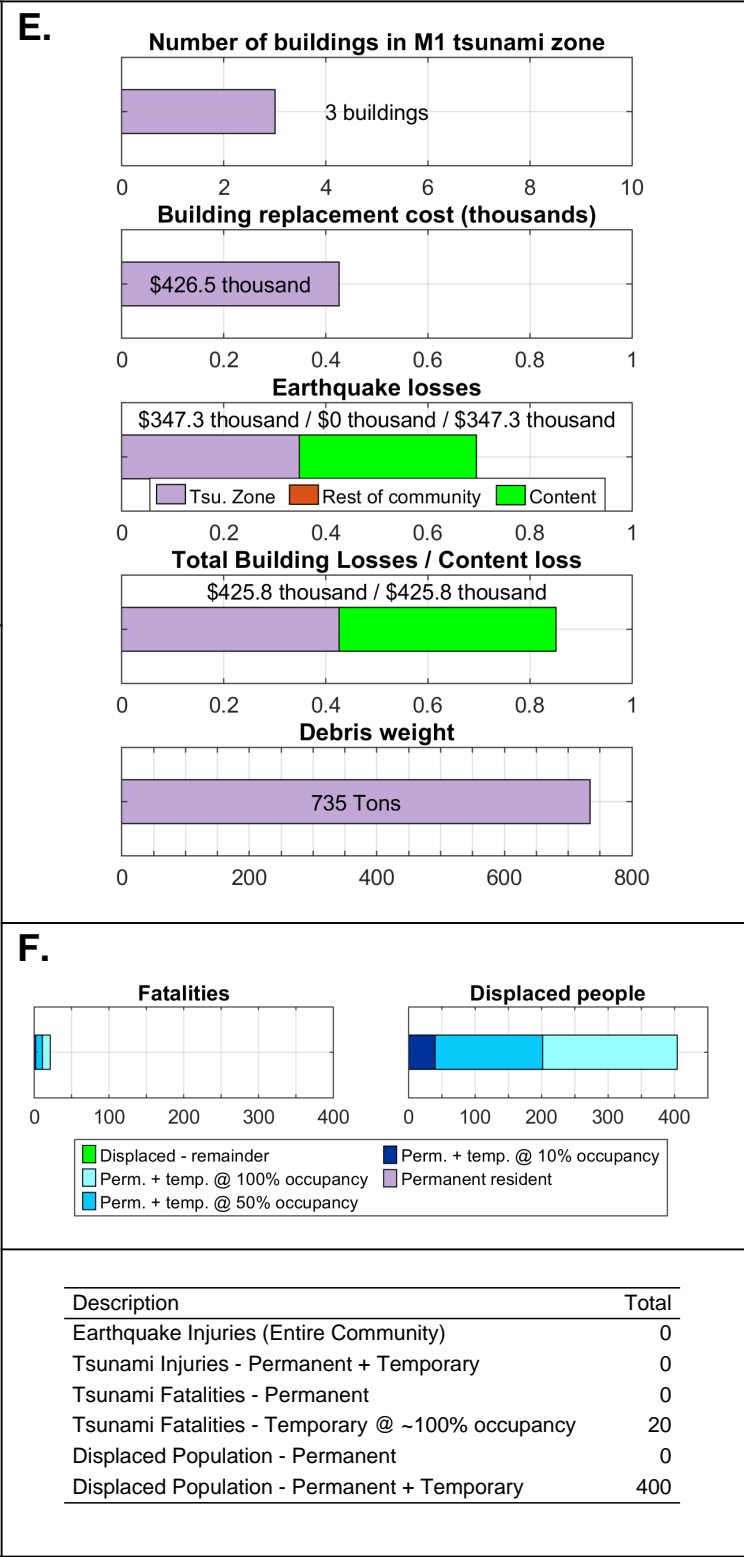 E.
Number of buildings in M1 tsunami zone
3 buildings
0 2 4 6 8 10
Building replacement cost (thousands)
$426.5 thousand
0 0.2 0.4 0.6 0.8 1
Earthquake losses
$347.3 thousand / $0 thousand / $347.3 thousand
Tsu. Zone Rest of community Content
0 0.2 0.4 0.6 0.8 1
Total Building Losses / Content loss
$425.8 thousand / $425.8 thousand
0 0.2 0.4 0.6 0.8 1
Debris weight
735 Tons
0 200 400 600 800
F.
Fatalities
0 100 200 300 400
Displaced people
0 100 200 300 400
Displaced - remainder
Perm. + temp. @ 100% occupancy
Perm. + temp. @ 50% occupancy
Perm. + temp. @ 10% occupancy
Permanent resident
Description Total
Earthquake Injuries (Entire Community) 0
Tsunami Injuries - Permanent + Temporary 0
Tsunami Fatalities - Permanent 0
Tsunami Fatalities - Temporary @ ~100% occupancy 20
Displaced Population - Permanent 0
Displaced Population - Permanent + Temporary 400